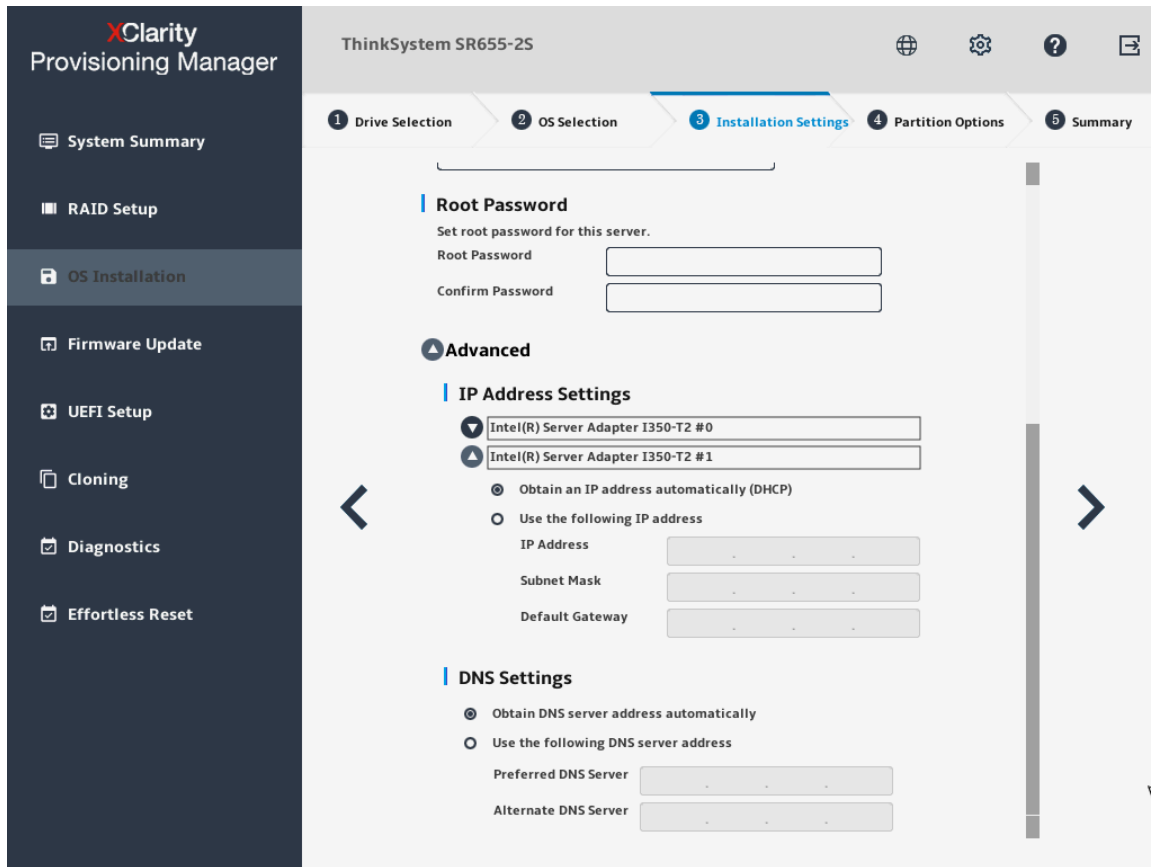 XClarity
Provisioning Manager
System Summary
RAID Setup
OS Installation
Firmware Update
UEFI Setup
Cloning
Diagnostics
Effortless Reset
ThinkSystem SR655-2S
?
1 Drive Selection
2 OS Selection
3 Installation Settings
4 Partition Options
5 Summary
Root Password
Set root password for this server.
Root Password
Confirm Password
Advanced
IP Address Settings
Intel(R) Server Adapter I350-T2 #0
Intel(R) Server Adapter I350-T2 #1
Obtain an IP address automatically (DHCP)
Use the following IP address
IP Address . . .
Subnet Mask . . .
Default Gateway . . .
DNS Settings
Obtain DNS server address automatically
Use the following DNS server address
Preferred DNS Server . . .
Alternate DNS Server . . .